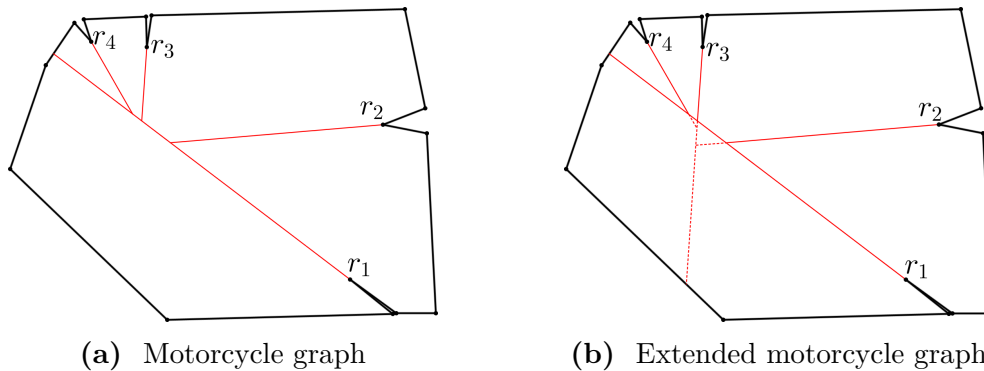 r4 r3 r2 r1
r4 r3 r2 r1
(a) Motorcycle graph
(b) Extended motorcycle graph